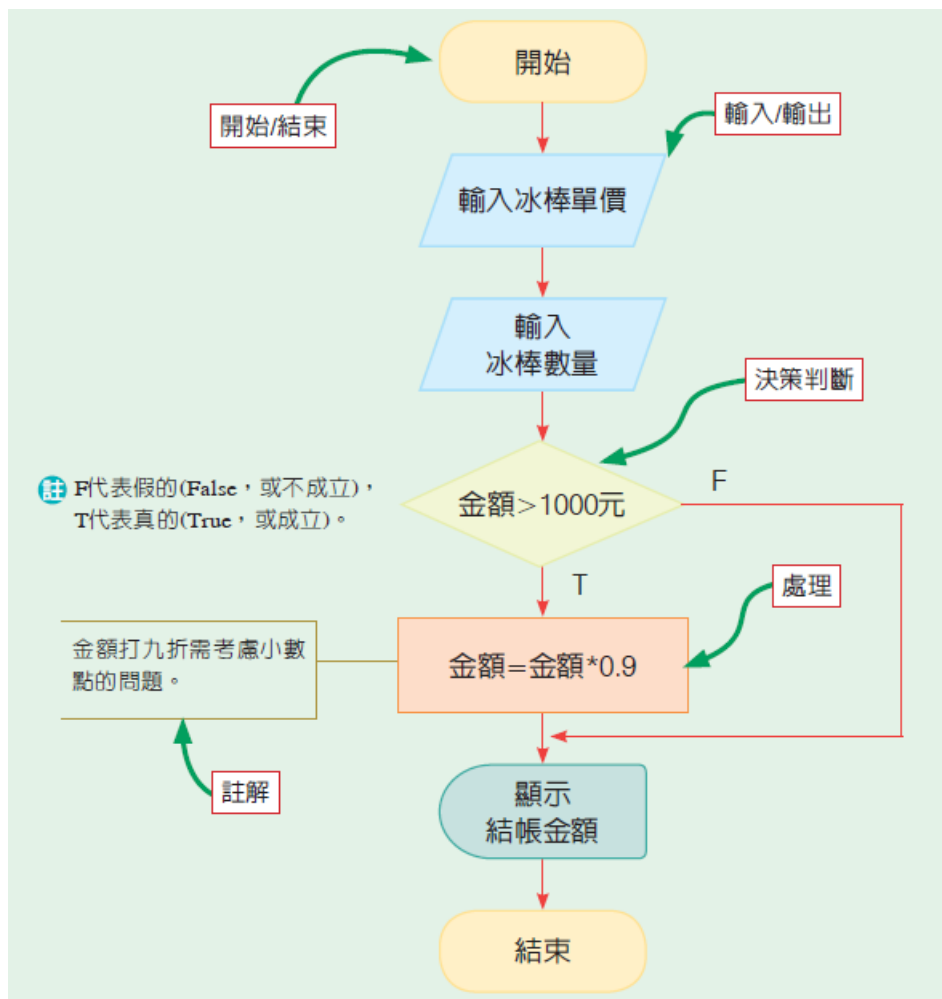 開始
開始/結束
輸入/輸出
輸入冰棒單價
輸入
冰棒數量
決策判斷
註 F代表假的(False，或不成立)，
T代表真的(True，或成立)。
金額>1000元
F
T
處理
金額打九折需考慮小數
點的問題。
金額=金額*0.9
註解
顯示
結帳金額
結束